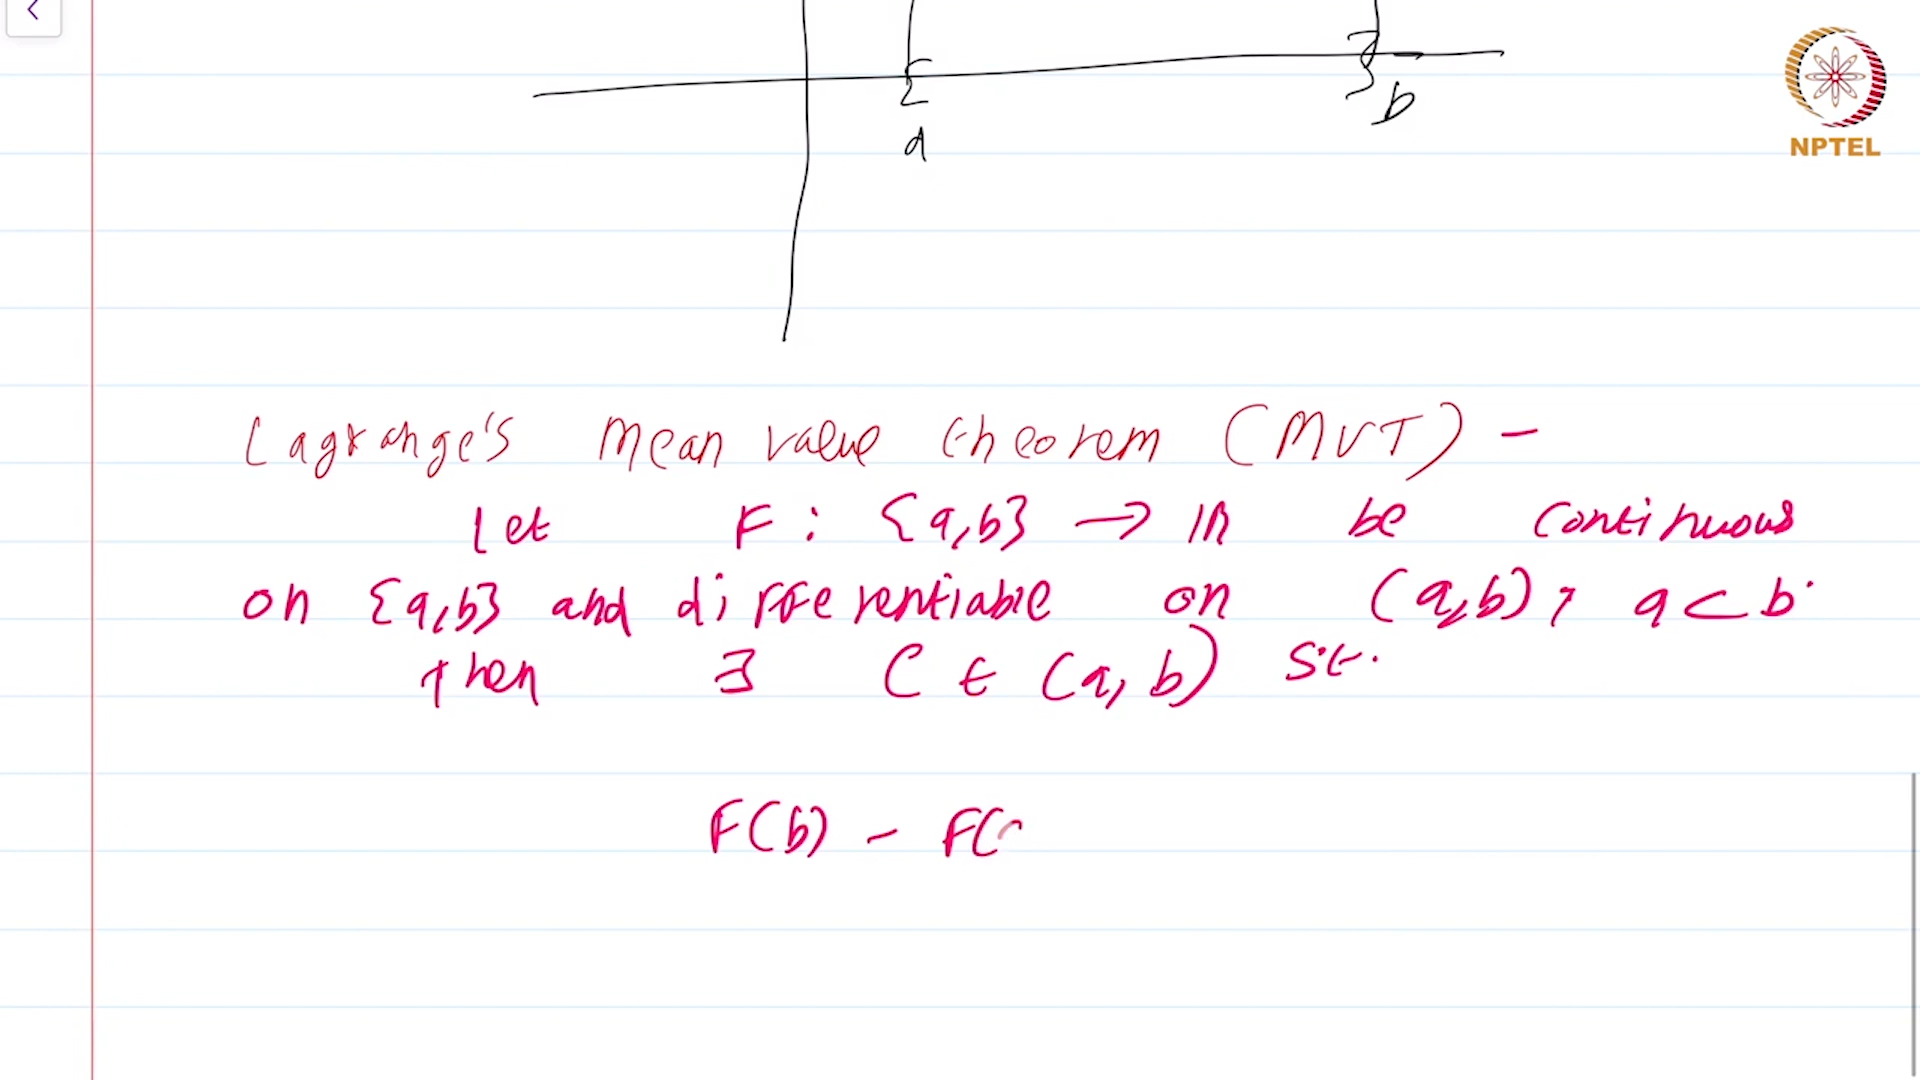 NPTEL
a
b
Lagrange's mean value theorem (MVT) -
Let F : [a,b] → ℝ be continuous
on [a,b] and differentiable on (a,b), a < b.
then ∃ C ∈ (a, b) s.t.
F(b) - F(